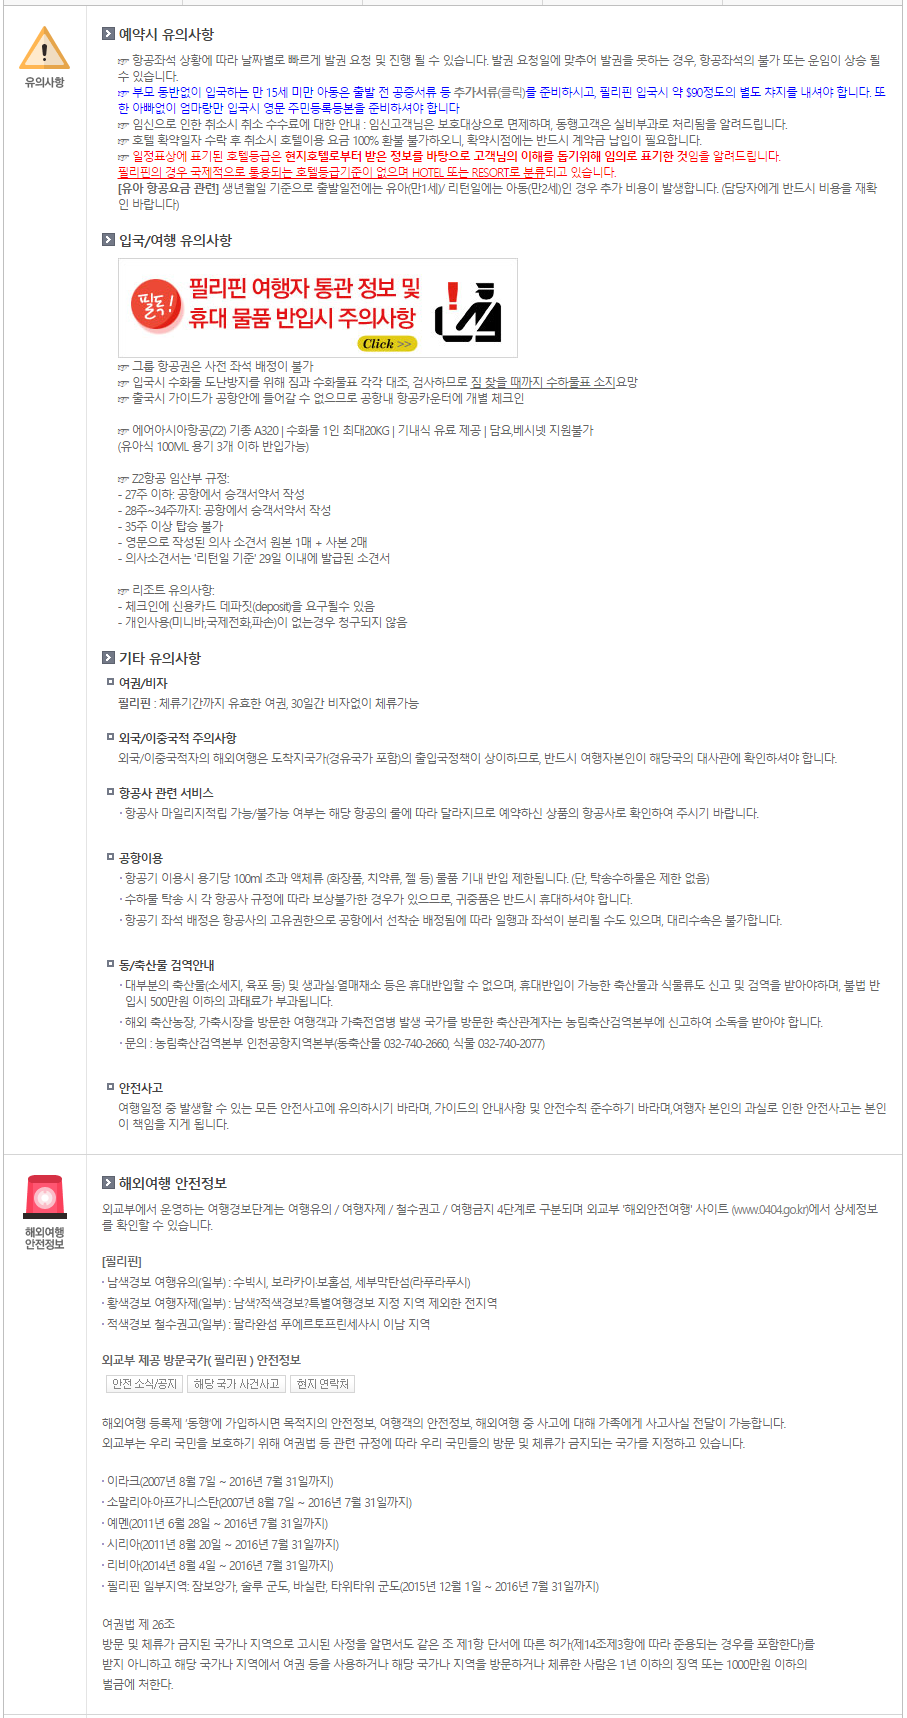 유의사항
예약시 유의사항
☞ 항공좌석 상황에 따라 날짜별로 빠르게 발권 요청 및 진행 될 수 있습니다. 발권 요청일에 맞추어 발권을 못하는 경우, 항공좌석의 불가 또는 운임이 상승 될
수 있습니다.
☞ 부모 동반없이 입국하는 만 15세 미만 아동은 출발 전 공증서류 등 추가서류(클릭)를 준비하시고, 필리핀 입국시 약 $90정도의 별도 챠지를 내셔야 합니다. 또
한 아빠없이 엄마랑만 입국시 영문 주민등록등본을 준비하셔야 합니다
☞ 임신으로 인한 취소시 취소 수수료에 대한 안내 : 임신고객님은 보호대상으로 면제하며, 동행고객은 실비부과로 처리됨을 알려드립니다.
☞ 호텔 확약일자 수락 후 취소시 호텔이용 요금 100% 환불 불가하오니, 확약시점에는 반드시 계약금 납입이 필요합니다.
☞ 일정표상에 표기된 호텔등급은 현지호텔로부터 받은 정보를 바탕으로 고객님의 이해를 돕기위해 임의로 표기한 것임을 알려드립니다.
필리핀의 경우 국제적으로 통용되는 호텔등급기준이 없으며 HOTEL 또는 RESORT로 분류되고 있습니다.
[유아 항공요금 관련] 생년월일 기준으로 출발일전에는 유아(만1세)/ 리턴일에는 아동(만2세)인 경우 추가 비용이 발생합니다. (담당자에게 반드시 비용을 재확
인 바랍니다)
입국/여행 유의사항
필독!
필리핀 여행자 통관 정보 및
휴대 물품 반입시 주의사항
Click >>
☞ 그룹 항공권은 사전 좌석 배정이 불가
☞ 입국시 수화물 도난방지를 위해 짐과 수화물표 각각 대조, 검사하므로 짐 찾을 때까지 수하물표 소지요망
☞ 출국시 가이드가 공항안에 들어갈 수 없으므로 공항내 항공카운터에 개별 체크인
☞ 에어아시아항공(Z2) 기종 A320 | 수화물 1인 최대20KG | 기내식 유료 제공 | 담요,베시넷 지원불가
(유아식 100ML 용기 3개 이하 반입가능)
☞ Z2항공 임산부 규정:
- 27주 이하: 공항에서 승객서약서 작성
- 28주~34주까지: 공항에서 승객서약서 작성
- 35주 이상 탑승 불가
- 영문으로 작성된 의사 소견서 원본 1매 + 사본 2매
- 의사소견서는 '리턴일 기준' 29일 이내에 발급된 소견서
☞ 리조트 유의사항:
- 체크인에 신용카드 데파짓(deposit)을 요구될수 있음
- 개인사용(미니바,국제전화,파손)이 없는경우 청구되지 않음
기타 유의사항
여권/비자
필리핀 : 체류기간까지 유효한 여권, 30일간 비자없이 체류가능
외국/이중국적 주의사항
외국/이중국적자의 해외여행은 도착지국가(경유국가 포함)의 출입국정책이 상이하므로, 반드시 여행자본인이 해당국의 대사관에 확인하셔야 합니다.
항공사 관련 서비스
· 항공사 마일리지적립 가능/불가능 여부는 해당 항공의 룰에 따라 달라지므로 예약하신 상품의 항공사로 확인하여 주시기 바랍니다.
공항이용
· 항공기 이용시 용기당 100ml 초과 액체류 (화장품, 치약류, 젤 등) 물품 기내 반입 제한됩니다. (단, 탁송수하물은 제한 없음)
· 수하물 탁송 시 각 항공사 규정에 따라 보상불가한 경우가 있으므로, 귀중품은 반드시 휴대하셔야 합니다.
· 항공기 좌석 배정은 항공사의 고유권한으로 공항에서 선착순 배정됨에 따라 일행과 좌석이 분리될 수도 있으며, 대리수속은 불가합니다.
동/축산물 검역안내
· 대부분의 축산물(소세지, 육포 등) 및 생과실·열매채소 등은 휴대반입할 수 없으며, 휴대반입이 가능한 축산물과 식물류도 신고 및 검역을 받아야하며, 불법 반
입시 500만원 이하의 과태료가 부과됩니다.
· 해외 축산농장, 가축시장을 방문한 여행객과 가축전염병 발생 국가를 방문한 축산관계자는 농림축산검역본부에 신고하여 소독을 받아야 합니다.
· 문의 : 농림축산검역본부 인천공항지역본부(동축산물 032-740-2660, 식물 032-740-2077)
안전사고
여행일정 중 발생할 수 있는 모든 안전사고에 유의하시기 바라며, 가이드의 안내사항 및 안전수칙 준수하기 바라며,여행자 본인의 과실로 인한 안전사고는 본인
이 책임을 지게 됩니다.
해외여행
안전정보
해외여행 안전정보
외교부에서 운영하는 여행경보단계는 여행유의 / 여행자제 / 철수권고 / 여행금지 4단계로 구분되며 외교부 '해외안전여행' 사이트 (www.0404.go.kr)에서 상세정보
를 확인할 수 있습니다.
[필리핀]
· 남색경보 여행유의(일부) : 수빅시, 보라카이·보홀섬, 세부막탄섬(라푸라푸시)
· 황색경보 여행자제(일부) : 남색?적색경보?특별여행경보 지정 지역 제외한 전지역
· 적색경보 철수권고(일부) : 팔라완섬 푸에르토프린세사시 이남 지역
외교부 제공 방문국가( 필리핀 ) 안전정보
안전 소식/공지
해당 국가 사건사고
현지 연락처
해외여행 등록제 '동행'에 가입하시면 목적지의 안전정보, 여행객의 안전정보, 해외여행 중 사고에 대해 가족에게 사고사실 전달이 가능합니다.
외교부는 우리 국민을 보호하기 위해 여권법 등 관련 규정에 따라 우리 국민들의 방문 및 체류가 금지되는 국가를 지정하고 있습니다.
· 이라크(2007년 8월 7일 ~ 2016년 7월 31일까지)
· 소말리아·아프가니스탄(2007년 8월 7일 ~ 2016년 7월 31일까지)
· 예멘(2011년 6월 28일 ~ 2016년 7월 31일까지)
· 시리아(2011년 8월 20일 ~ 2016년 7월 31일까지)
· 리비아(2014년 8월 4일 ~ 2016년 7월 31일까지)
· 필리핀 일부지역: 잠보앙가, 술루 군도, 바실란, 타위타위 군도(2015년 12월 1일 ~ 2016년 7월 31일까지)
여권법 제 26조
방문 및 체류가 금지된 국가나 지역으로 고시된 사정을 알면서도 같은 조 제1항 단서에 따른 허가(제14조제3항에 따라 준용되는 경우를 포함한다)를
받지 아니하고 해당 국가나 지역에서 여권 등을 사용하거나 해당 국가나 지역을 방문하거나 체류한 사람은 1년 이하의 징역 또는 1000만원 이하의
벌금에 처한다.